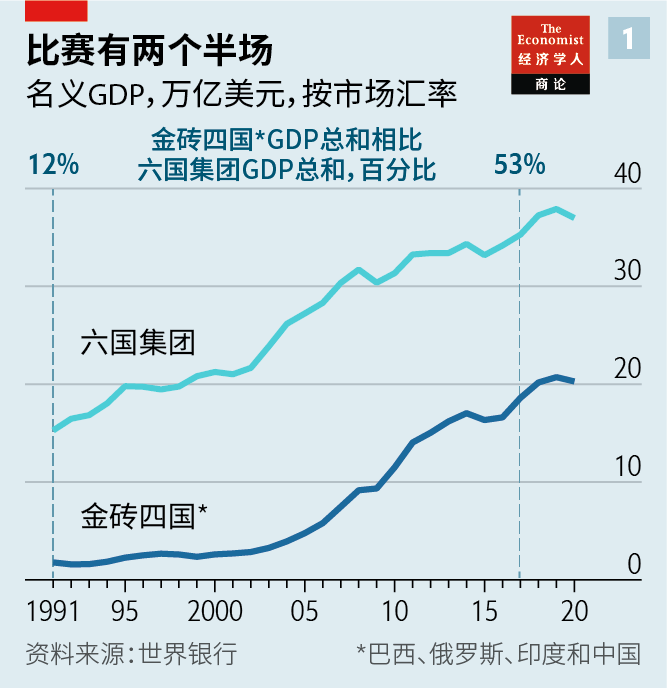 比赛有两个半场
The
Economist
经济学人
商论
1
名义GDP，万亿美元，按市场汇率
金砖四国*GDP总和相比
六国集团GDP总和，百分比
12%
53%
40
30
六国集团
20
10
金砖四国*
0
1991 95 2000 05 10 15 20
资料来源：世界银行
*巴西、俄罗斯、印度和中国